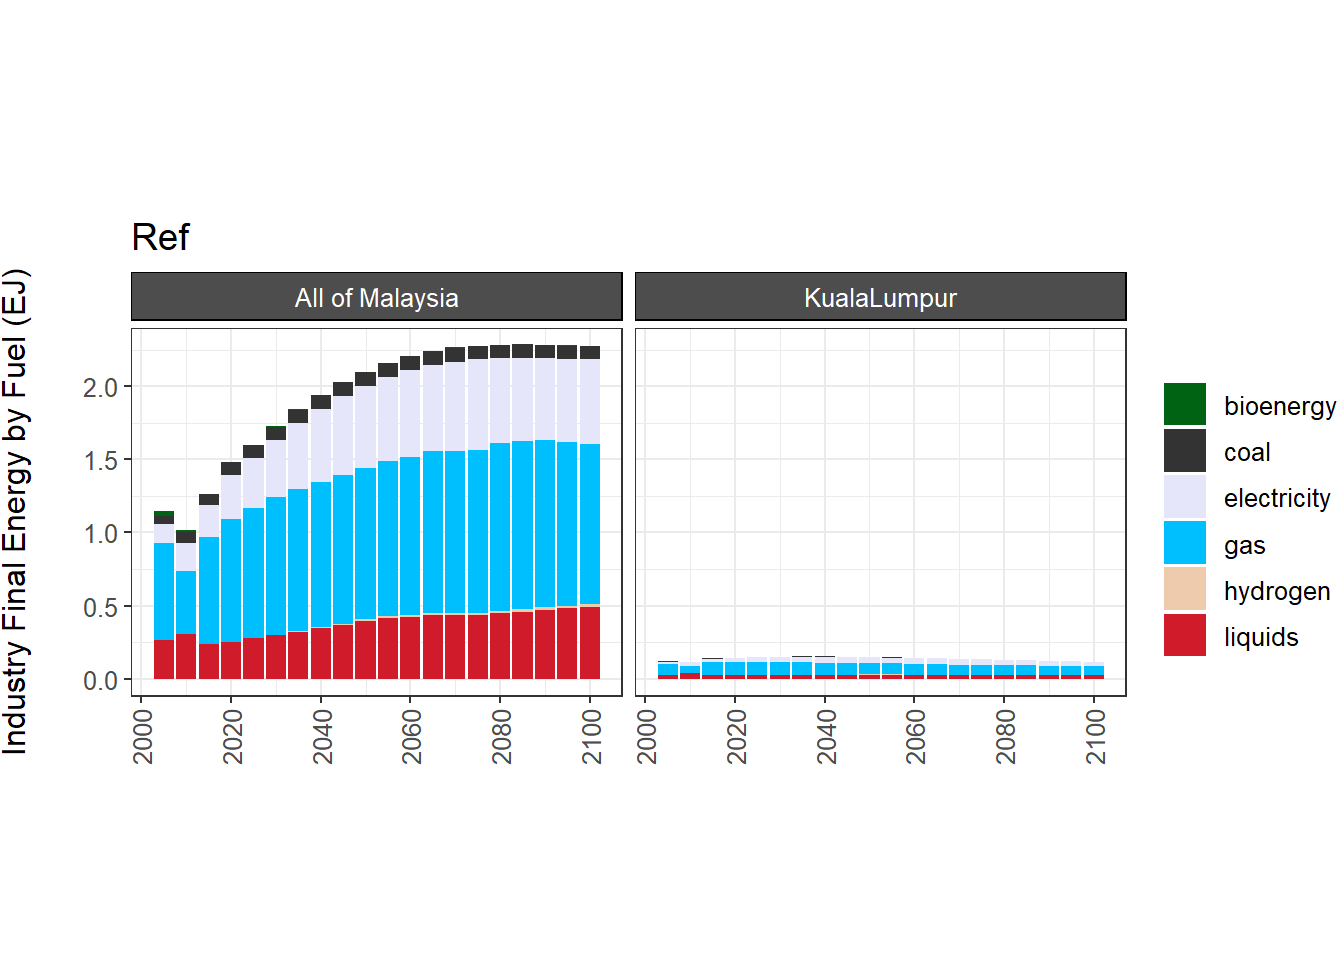 Ref
All of Malaysia
KualaLumpur
Industry Final Energy by Fuel (EJ)
2.0
1.5
1.0
0.5
0.0
2000
2020
2040
2060
2080
2100
2000
2020
2040
2060
2080
2100
bioenergy
coal
electricity
gas
hydrogen
liquids